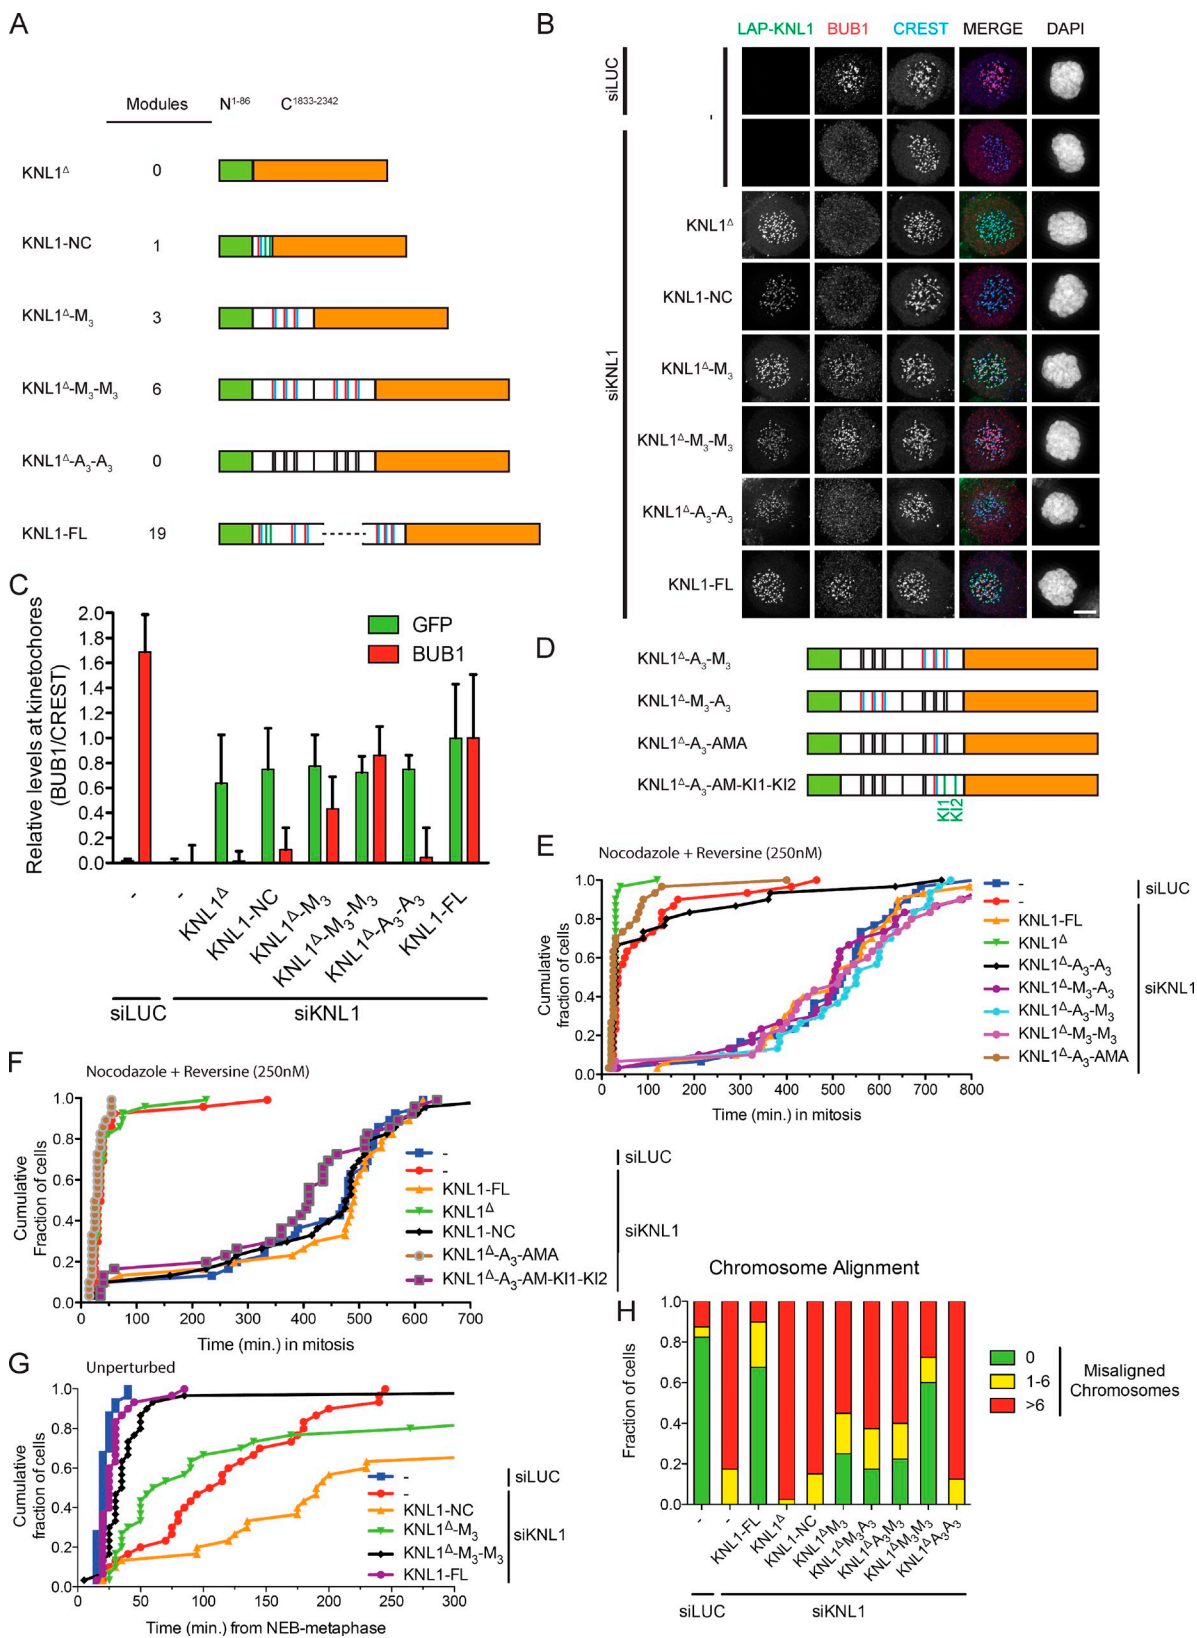 A
Modules N1-86 C1833-2342
KNL1Δ 0
KNL1-NC 1
KNL1Δ-M3 3
KNL1Δ-M3-M3 6
KNL1Δ-A3-A3 0
KNL1-FL 19
B
LAP-KNL1 BUB1 CREST MERGE DAPI
siLUC
-
siKNL1
KNL1Δ
KNL1-NC
KNL1Δ-M3
KNL1Δ-M3-M3
KNL1Δ-A3-A3
KNL1-FL
C
Relative levels at kinetochores
(BUB1/CREST)
2.0
1.8
1.6
1.4
1.2
1.0
0.8
0.6
0.4
0.2
0.0
GFP
BUB1
- - KNL1Δ KNL1-NC KNL1Δ-M3 KNL1Δ-M3-M3 KNL1Δ-A3-A3 KNL1-FL
siLUC siKNL1
D
KNL1Δ-A3-M3
KNL1Δ-M3-A3
KNL1Δ-A3-AMA
KNL1Δ-A3-AM-KI1-KI2
KI1
KI2
E
Nocodazole + Reversine (250nM)
Cumulative
fraction of cells
1.0
0.8
0.6
0.4
0.2
0.0
0 100 200 300 400 500 600 700 800
Time (min.) in mitosis
-
-
KNL1-FL
KNL1Δ
KNL1Δ-A3-A3
KNL1Δ-M3-A3
KNL1Δ-A3-M3
KNL1Δ-M3-M3
KNL1Δ-A3-AMA
siLUC
siKNL1
F
Nocodazole + Reversine (250nM)
Cumulative
Fraction of cells
1.0
0.8
0.6
0.4
0.2
0.0
0 100 200 300 400 500 600 700
Time (min.) in mitosis
-
-
KNL1-FL
KNL1Δ
KNL1-NC
KNL1Δ-A3-AMA
KNL1Δ-A3-AM-KI1-KI2
siLUC
siKNL1
G
Unperturbed
Cumulative
fraction of cells
1.0
0.8
0.6
0.4
0.2
0.0
0 50 100 150 200 250 300
Time (min.) from NEB-metaphase
-
-
KNL1-NC
KNL1Δ-M3
KNL1Δ-M3-M3
KNL1-FL
siLUC
siKNL1
H
Chromosome Alignment
Fraction of cells
1.0
0.8
0.6
0.4
0.2
0.0
0
1-6
>6
Misaligned
Chromosomes
- - KNL1-FL KNL1Δ KNL1-NC KNL1ΔM3 KNL1ΔM3A3 KNL1ΔA3M3 KNL1ΔM3M3 KNL1ΔA3A3
siLUC siKNL1